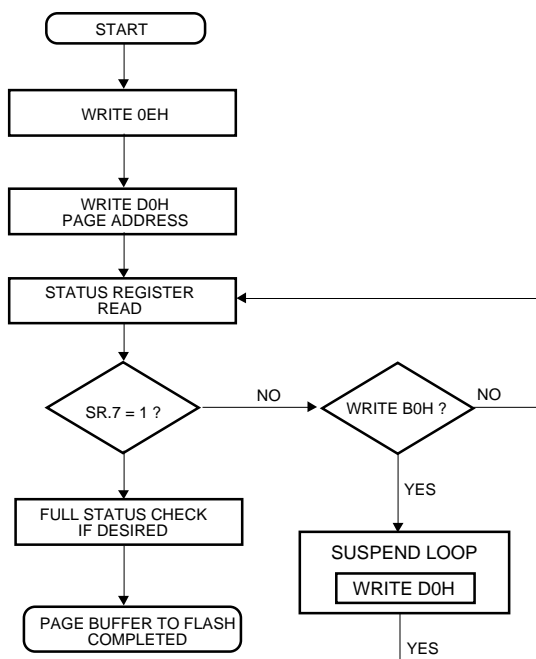 START
WRITE 0EH
WRITE D0H
PAGE ADDRESS
STATUS REGISTER
READ
SR.7 = 1 ?
NO
WRITE B0H ?
NO
YES
FULL STATUS CHECK
IF DESIRED
SUSPEND LOOP
WRITE D0H
PAGE BUFFER TO FLASH
COMPLETED
YES